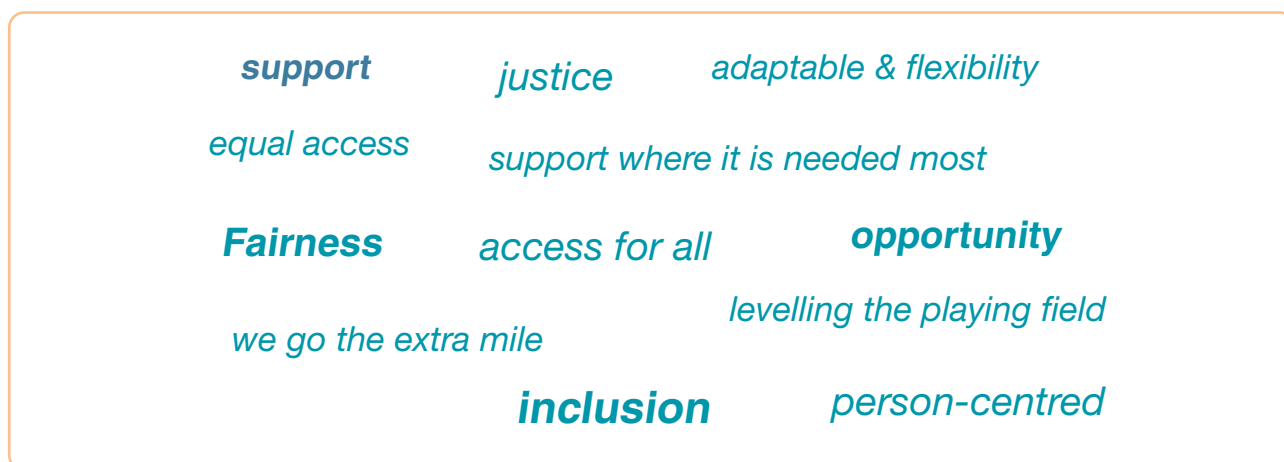 support
justice
adaptable & flexibility
equal access
support where it is needed most
Fairness
access for all
opportunity
levelling the playing field
we go the extra mile
inclusion
person-centred